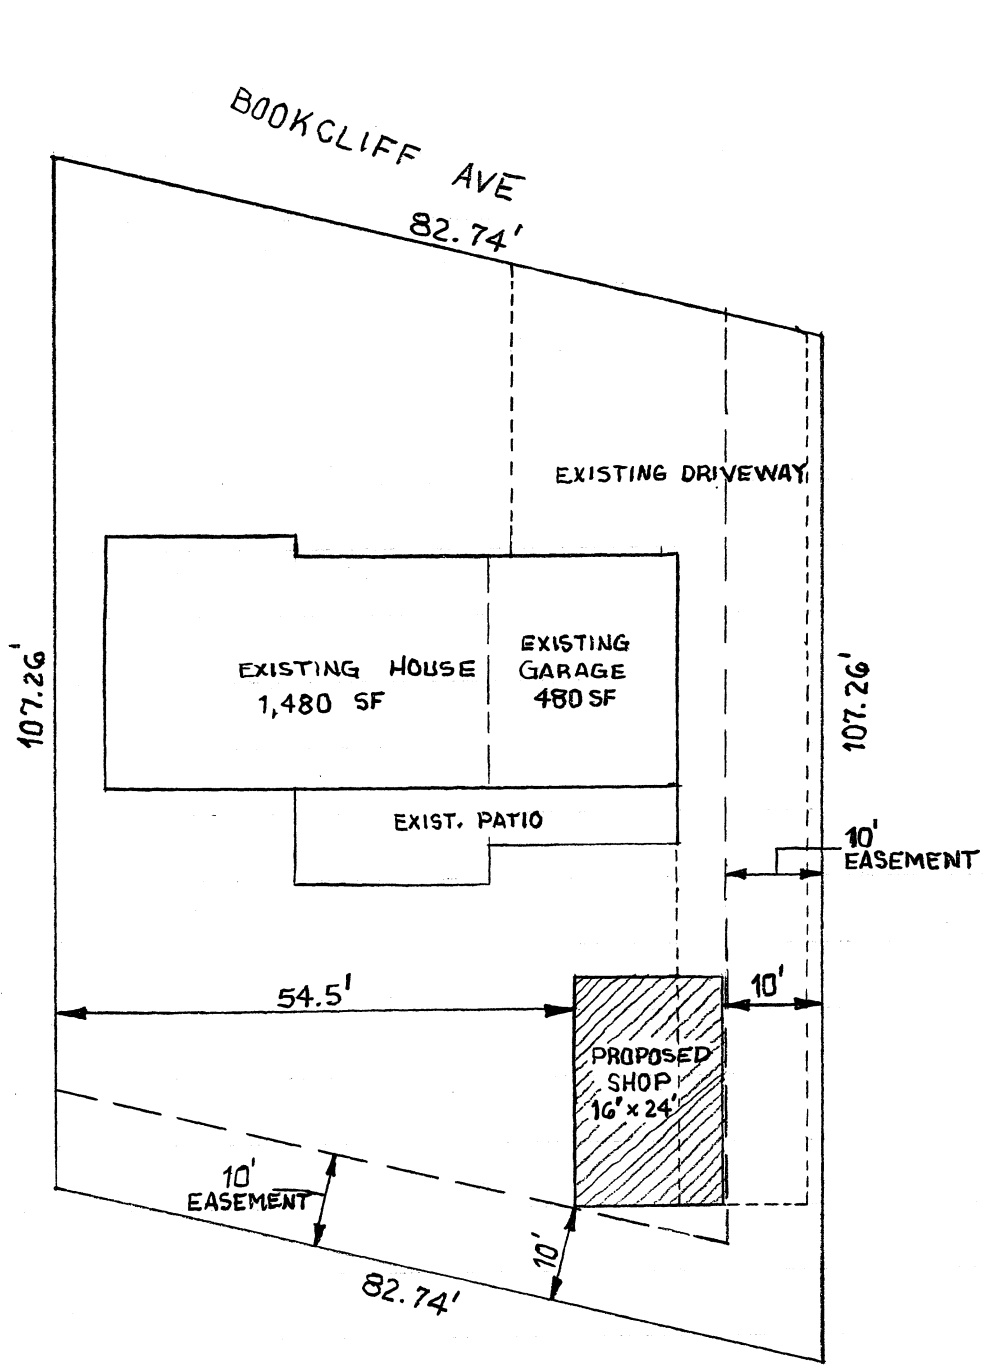 BOOKCLIFF AVE
82.74'
EXISTING DRIVEWAY
107.26'
EXISTING HOUSE
1,480 SF
EXISTING
GARAGE
480 SF
107.26'
EXIST. PATIO
10'
EASEMENT
54.5'
10'
PROPOSED
SHOP
16' x 24'
10'
EASEMENT
10'
82.74'